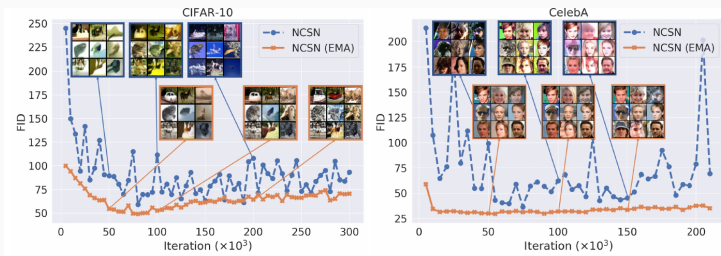 CIFAR-10
NCSN
NCSN (EMA)
FID
250
225
200
175
150
125
100
75
50
0 50 100 150 200 250 300
Iteration (×10³)
CelebA
NCSN
NCSN (EMA)
FID
200
175
150
125
100
75
50
25
0 50 100 150 200
Iteration (×10³)